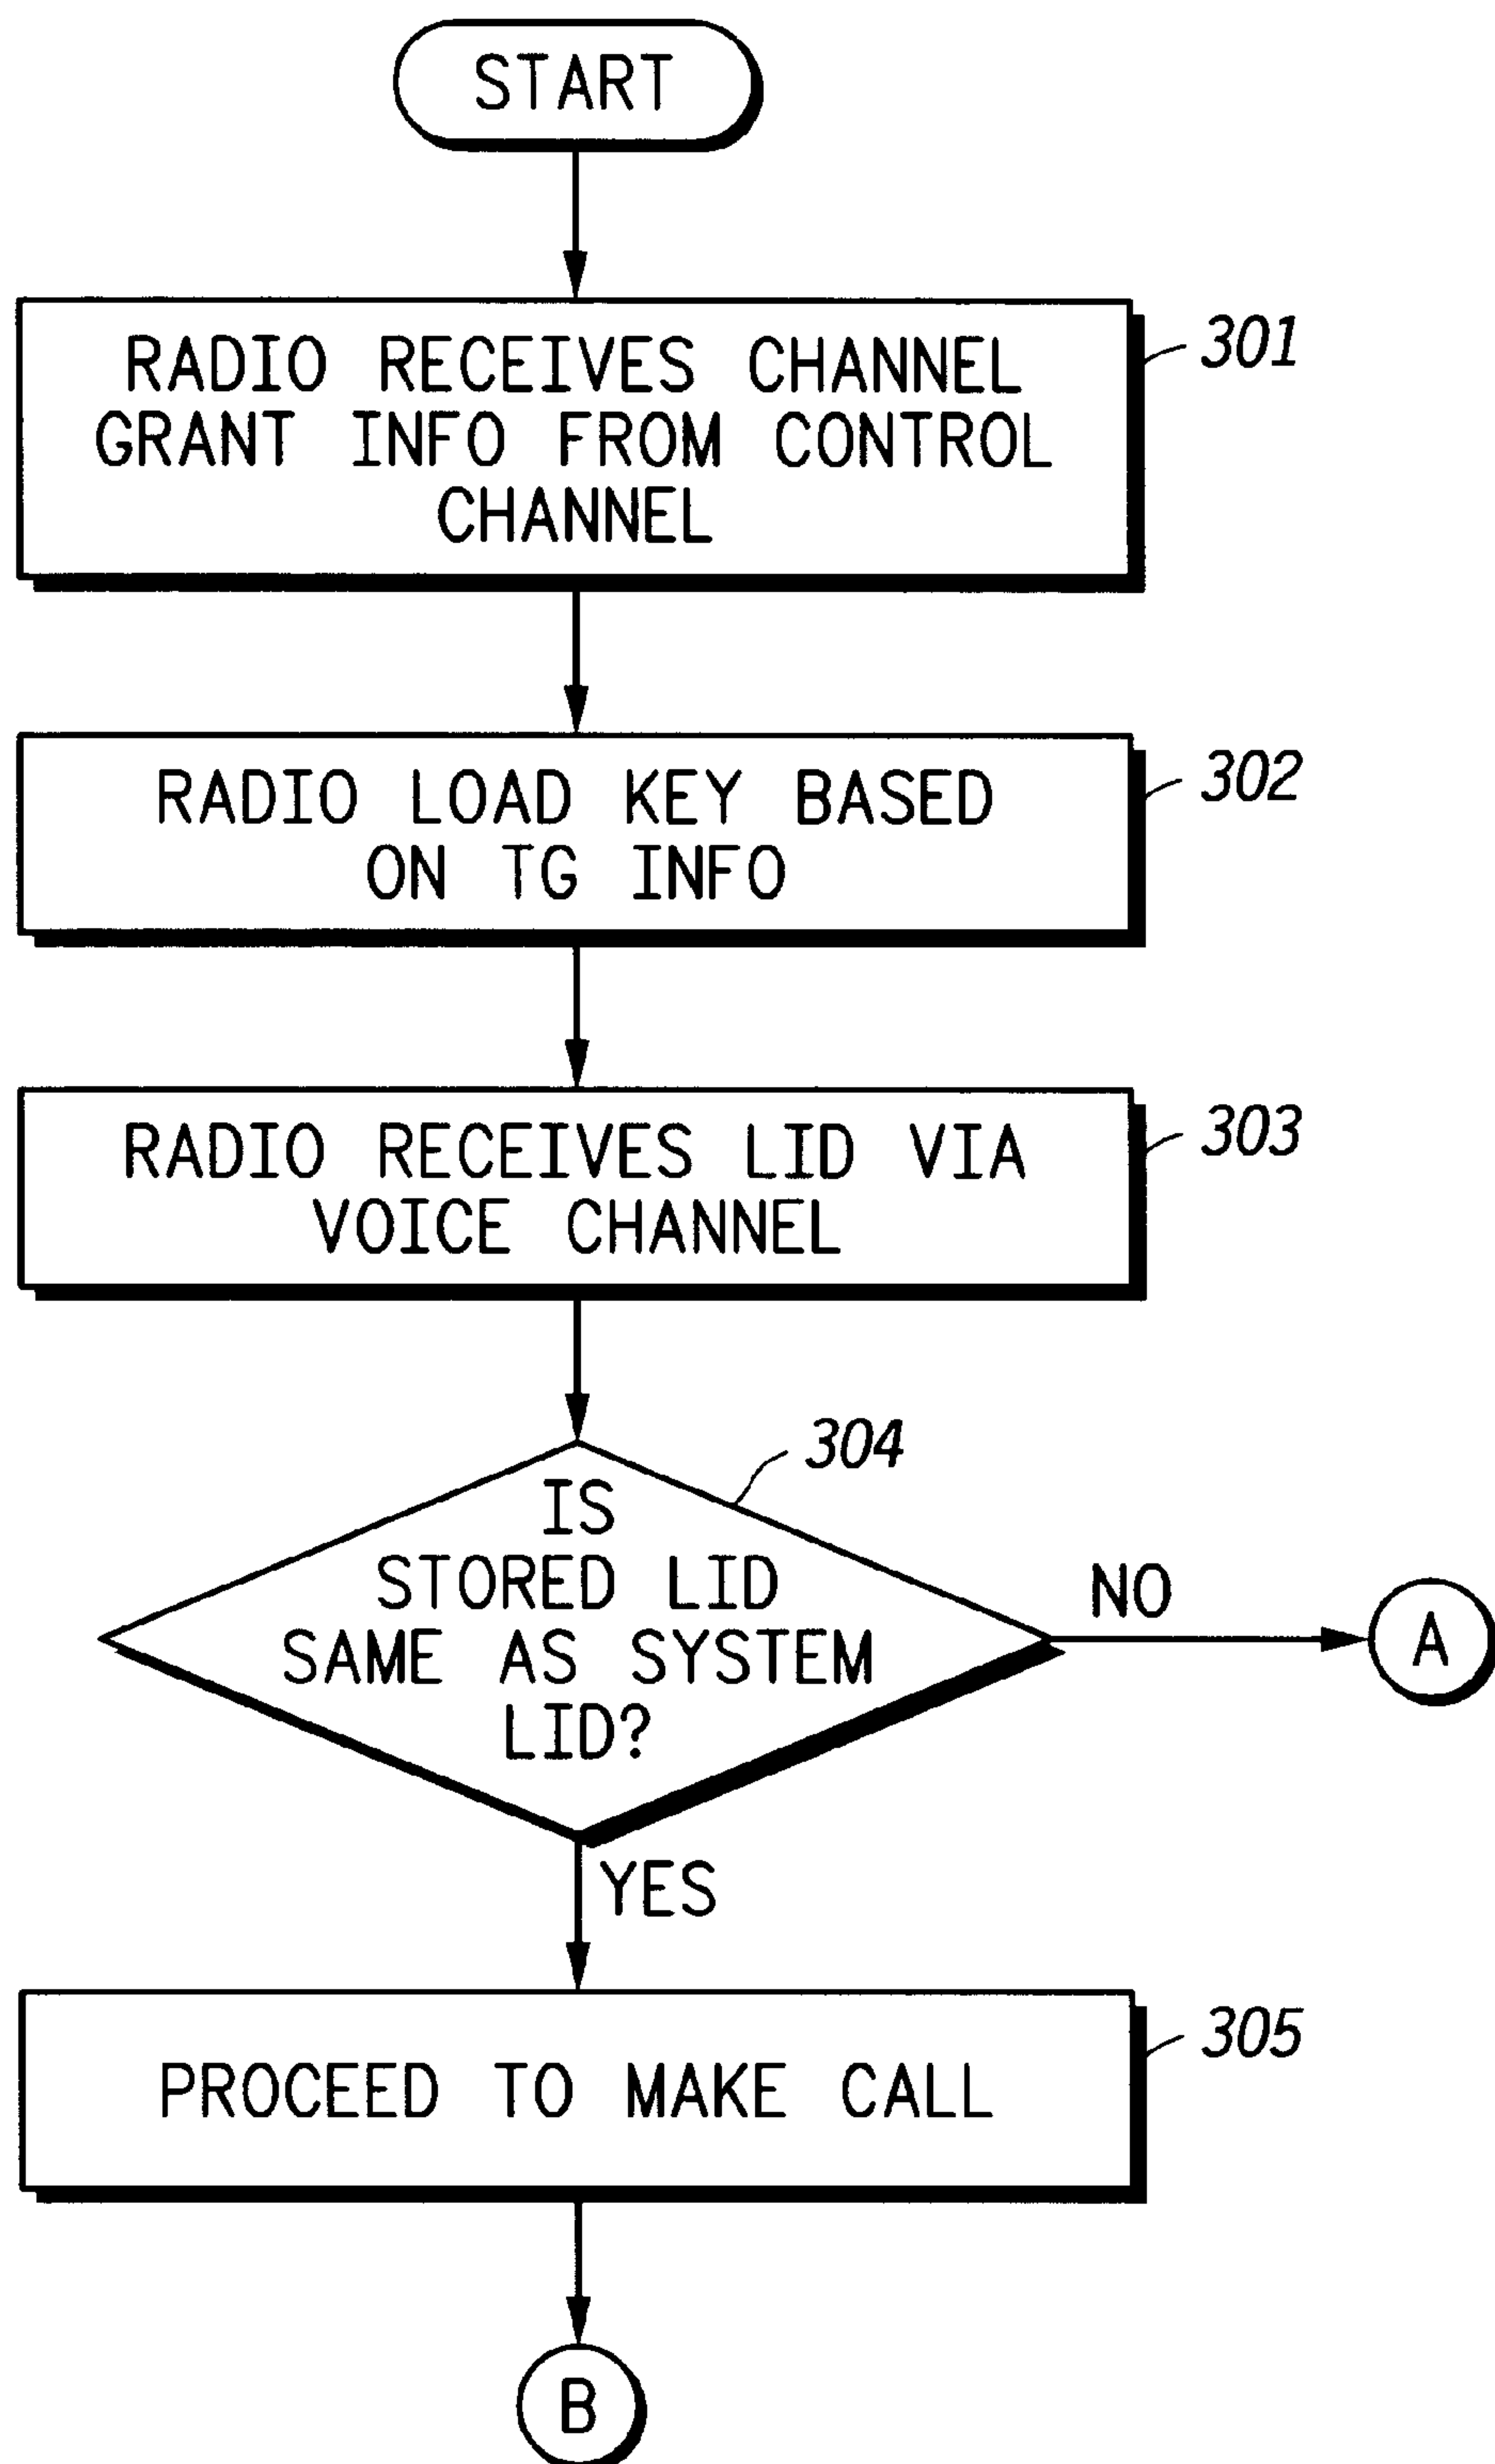 START
RADIO RECEIVES CHANNEL
GRANT INFO FROM CONTROL
CHANNEL
301
RADIO LOAD KEY BASED
ON TG INFO
302
RADIO RECEIVES LID VIA
VOICE CHANNEL
303
304
IS
STORED LID
SAME AS SYSTEM
LID?
NO
A
YES
PROCEED TO MAKE CALL
305
B